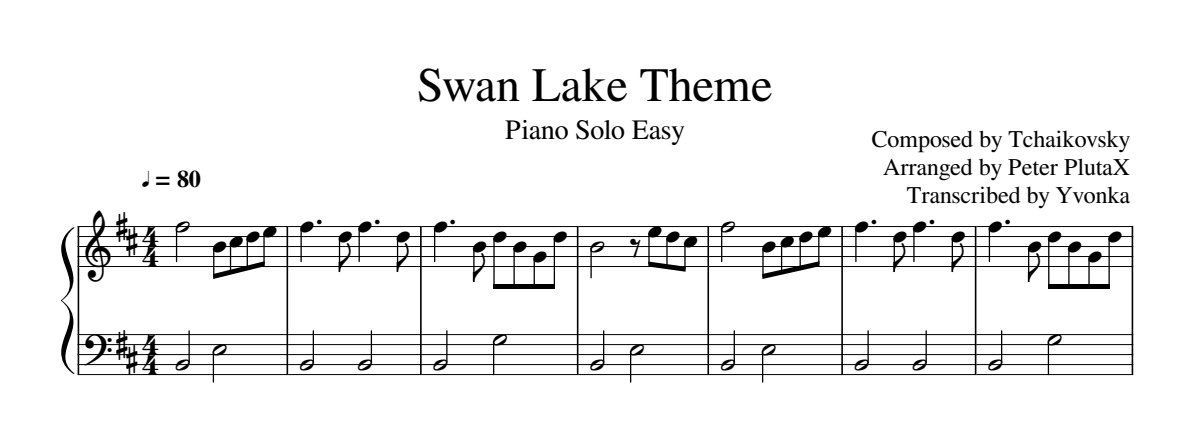 Swan Lake Theme
Piano Solo Easy
Composed by Tchaikovsky
Arranged by Peter PlutaX
Transcribed by Yvonka
♩ = 80